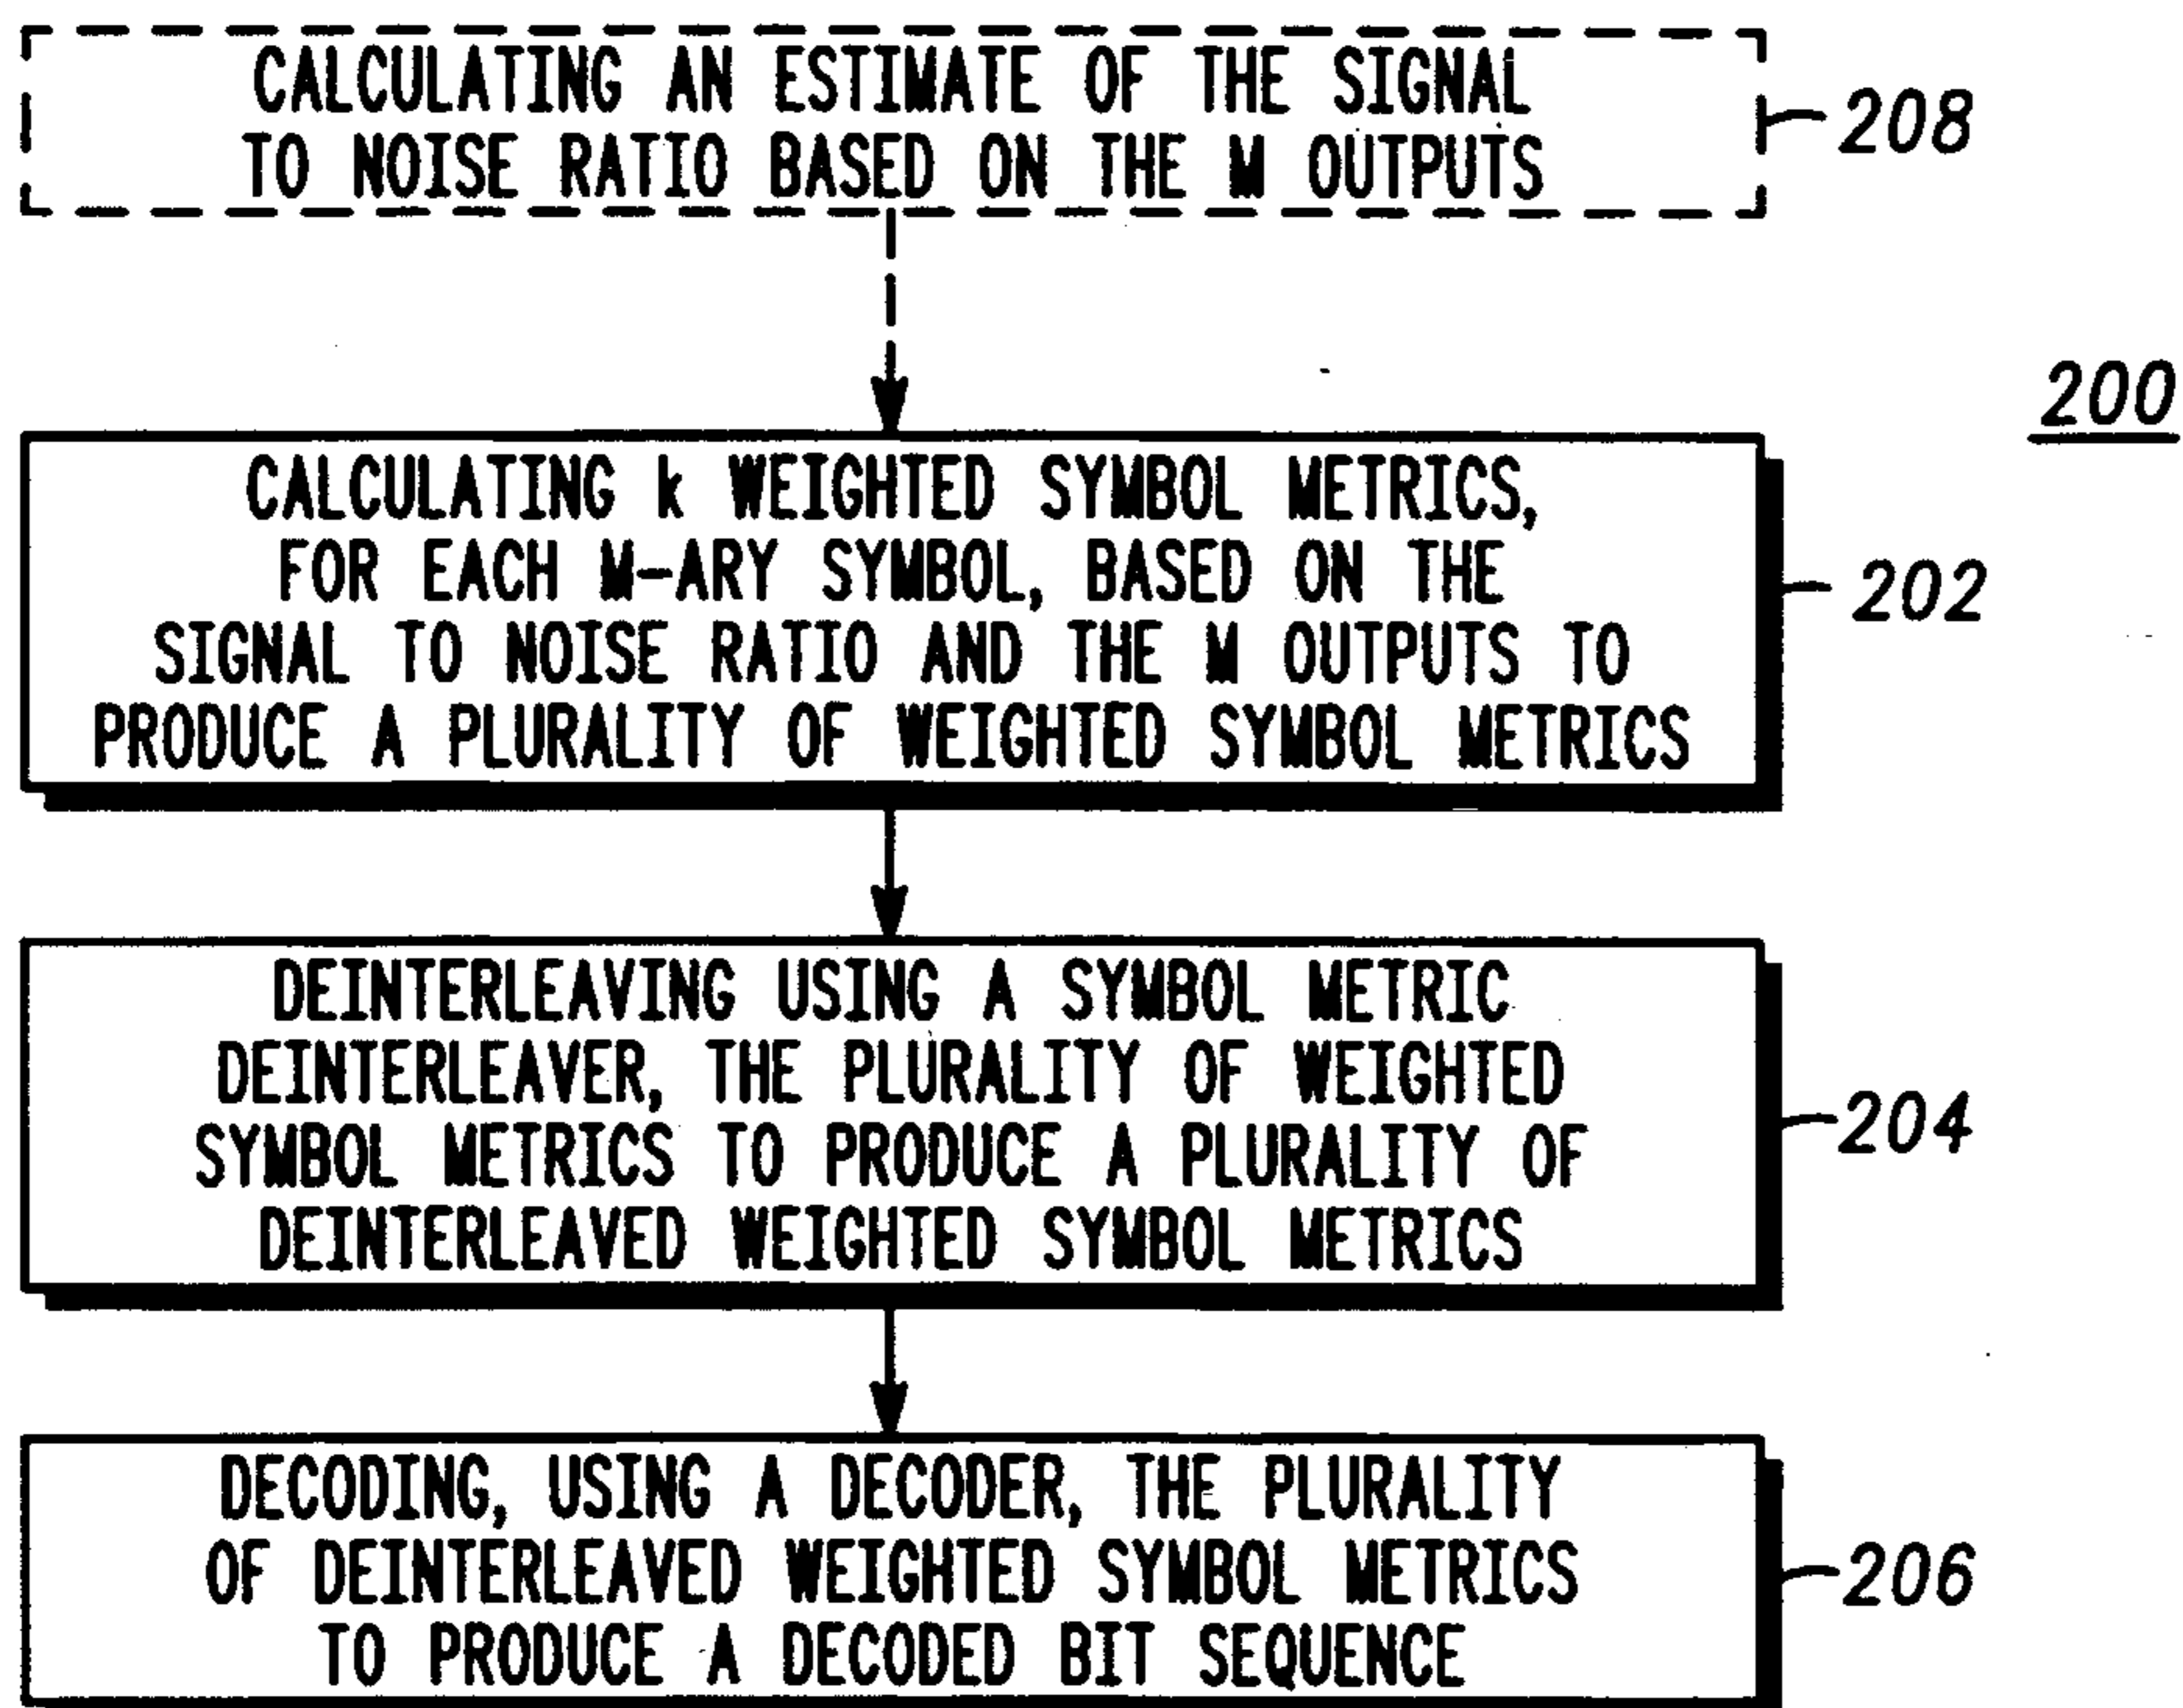 CALCULATING AN ESTIMATE OF THE SIGNAL
TO NOISE RATIO BASED ON THE M OUTPUTS
208
200
CALCULATING k WEIGHTED SYMBOL METRICS,
FOR EACH M-ARY SYMBOL, BASED ON THE
SIGNAL TO NOISE RATIO AND THE M OUTPUTS TO
PRODUCE A PLURALITY OF WEIGHTED SYMBOL METRICS
202
DEINTERLEAVING USING A SYMBOL METRIC
DEINTERLEAVER, THE PLURALITY OF WEIGHTED
SYMBOL METRICS TO PRODUCE A PLURALITY OF
DEINTERLEAVED WEIGHTED SYMBOL METRICS
204
DECODING, USING A DECODER, THE PLURALITY
OF DEINTERLEAVED WEIGHTED SYMBOL METRICS
TO PRODUCE A DECODED BIT SEQUENCE
206